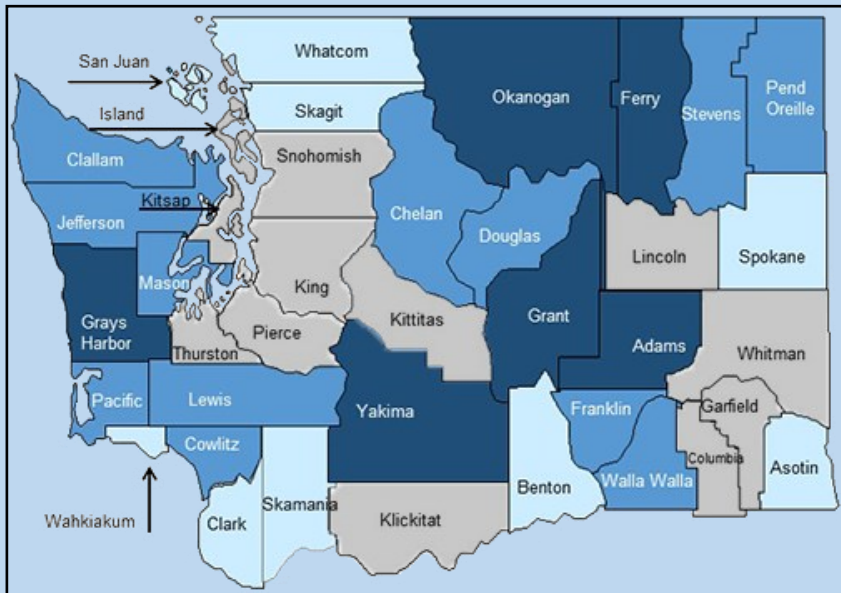 San Juan
Whatcom
Okanogan
Ferry
Pend
Oreille
Stevens
Island
Skagit
Clallam
Snohomish
Kitsap
Chelan
Jefferson
Douglas
Lincoln
Spokane
Mason
King
Kittitas
Grant
Grays
Harbor
Pierce
Thurston
Adams
Whitman
Pacific
Lewis
Yakima
Franklin
Garfield
Cowlitz
Columbia
Asotin
Walla Walla
Benton
Skamania
Clark
Klickitat
Wahkiakum